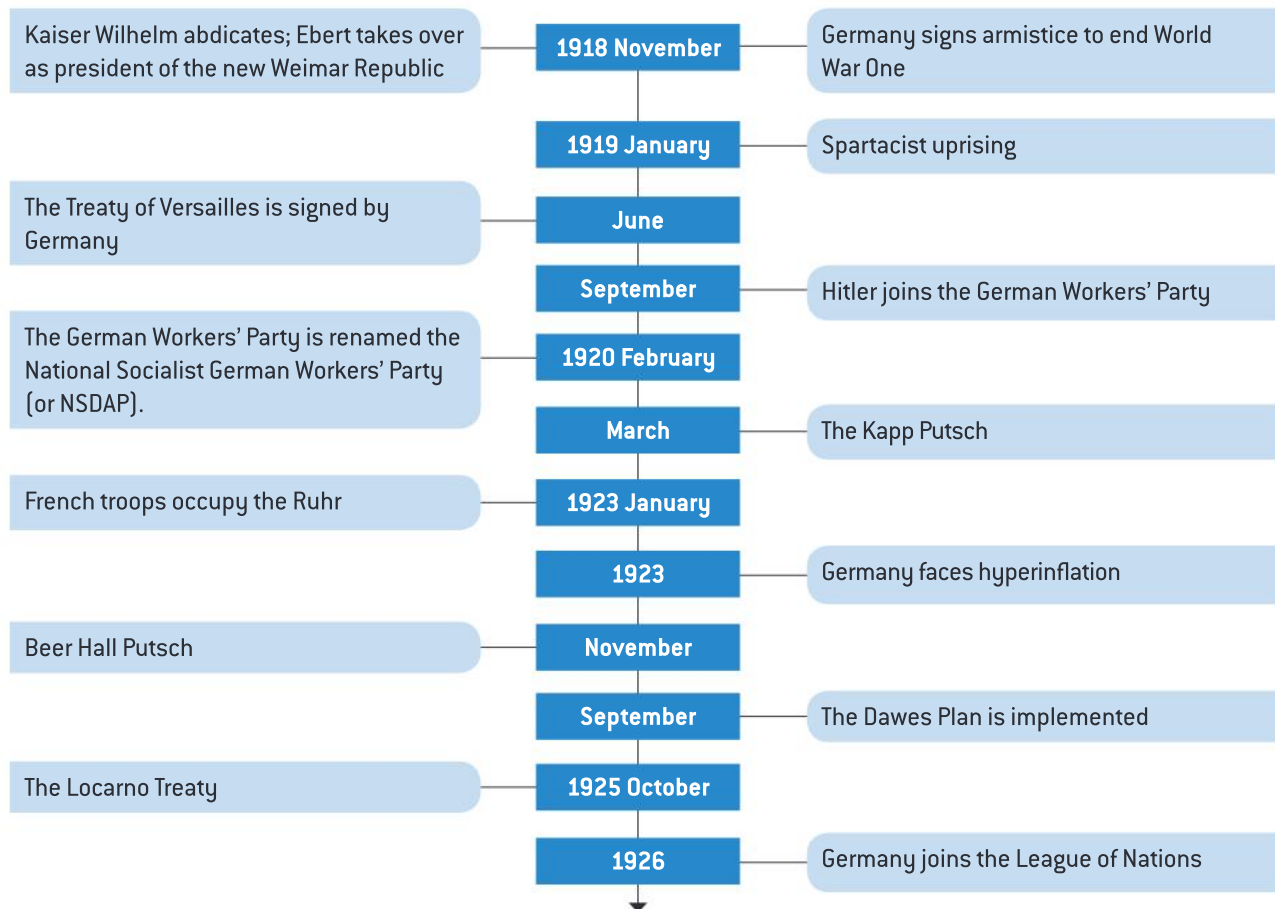 Kaiser Wilhelm abdicates; Ebert takes over
as president of the new Weimar Republic
1918 November
Germany signs armistice to end World
War One
1919 January
Spartacist uprising
The Treaty of Versailles is signed by
Germany
June
September
Hitler joins the German Workers’ Party
The German Workers’ Party is renamed the
National Socialist German Workers’ Party
(or NSDAP).
1920 February
March
The Kapp Putsch
French troops occupy the Ruhr
1923 January
1923
Germany faces hyperinflation
Beer Hall Putsch
November
September
The Dawes Plan is implemented
The Locarno Treaty
1925 October
1926
Germany joins the League of Nations